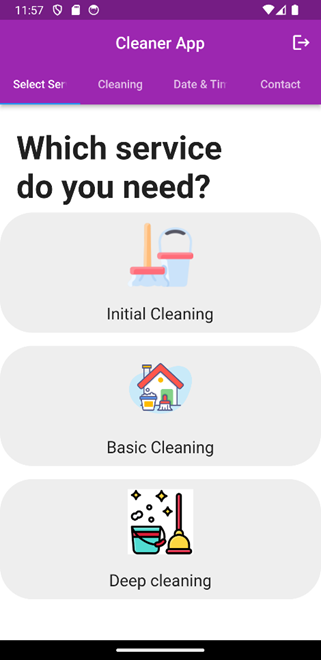 11:57
Cleaner App
Select Ser Cleaning Date & Tin Contact
Which service
do you need?
Initial Cleaning
Basic Cleaning
Deep cleaning